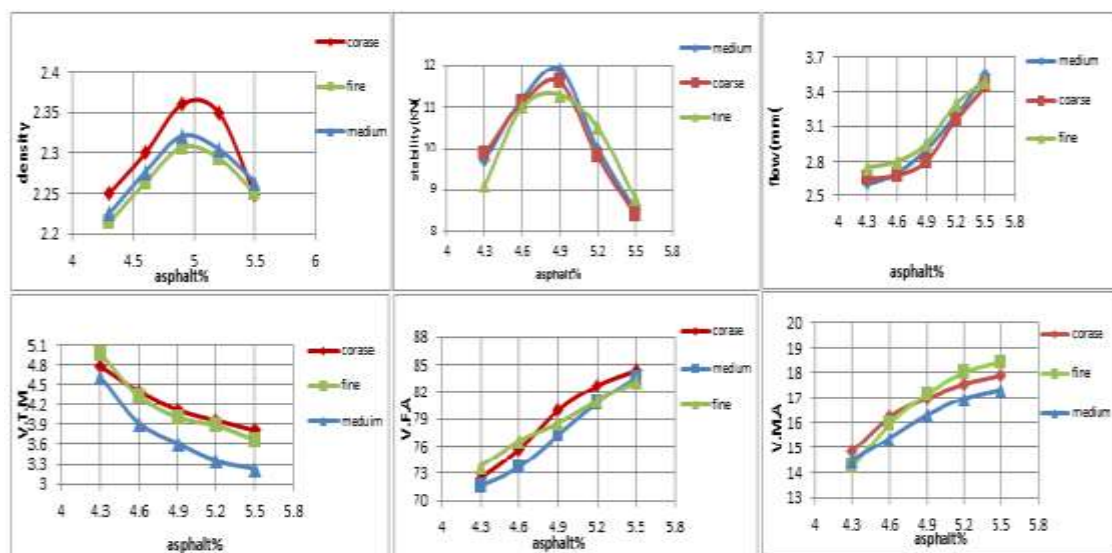 corase
fine
medium
2.4
2.35
2.3
2.25
2.2
density
4
4.5
5
5.5
6
asphalt%
medium
coarse
fine
12
11
10
9
8
stability(kN(
4
4.3
4.6
4.9
5.2
5.5
5.8
asphalt%
medium
coarse
fine
3.7
3.4
3.1
2.8
2.5
flow(mm(
4
4.3
4.6
4.9
5.2
5.5
5.8
asphalt%
corase
fine
meduim
5.1
4.8
4.5
4.2
3.9
3.6
3.3
3
V.T.M
4
4.3
4.6
4.9
5.2
5.5
5.8
asphalt%
corase
medium
fine
88
85
82
79
76
73
70
V.F.A
4
4.3
4.6
4.9
5.2
5.5
5.8
asphalt%
corase
fine
medium
20
19
18
17
16
15
14
13
V.M.A
4
4.3
4.6
4.9
5.2
5.5
5.8
asphalt%